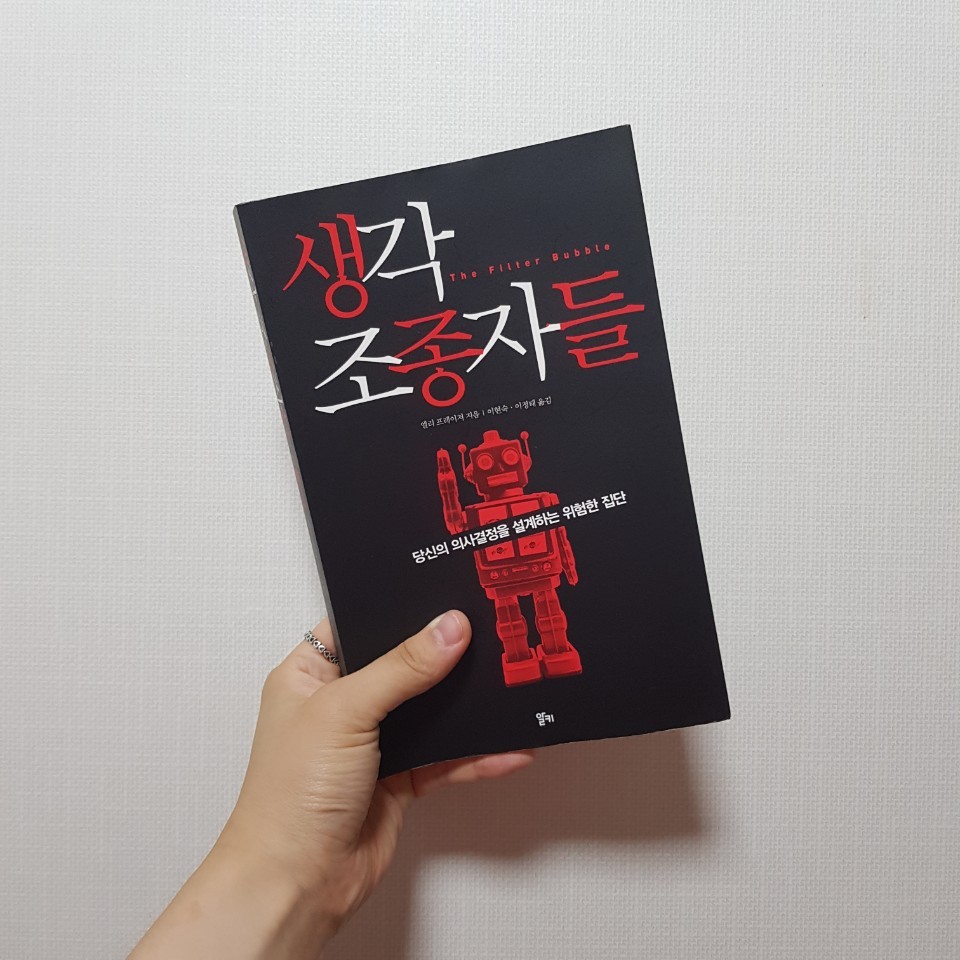 생각
The Filter Bubble
조종자들
엘리 프레이저 지음 | 이현숙 · 이정태 옮김
당신의 의사결정을 설계하는 위험한 집단
알키